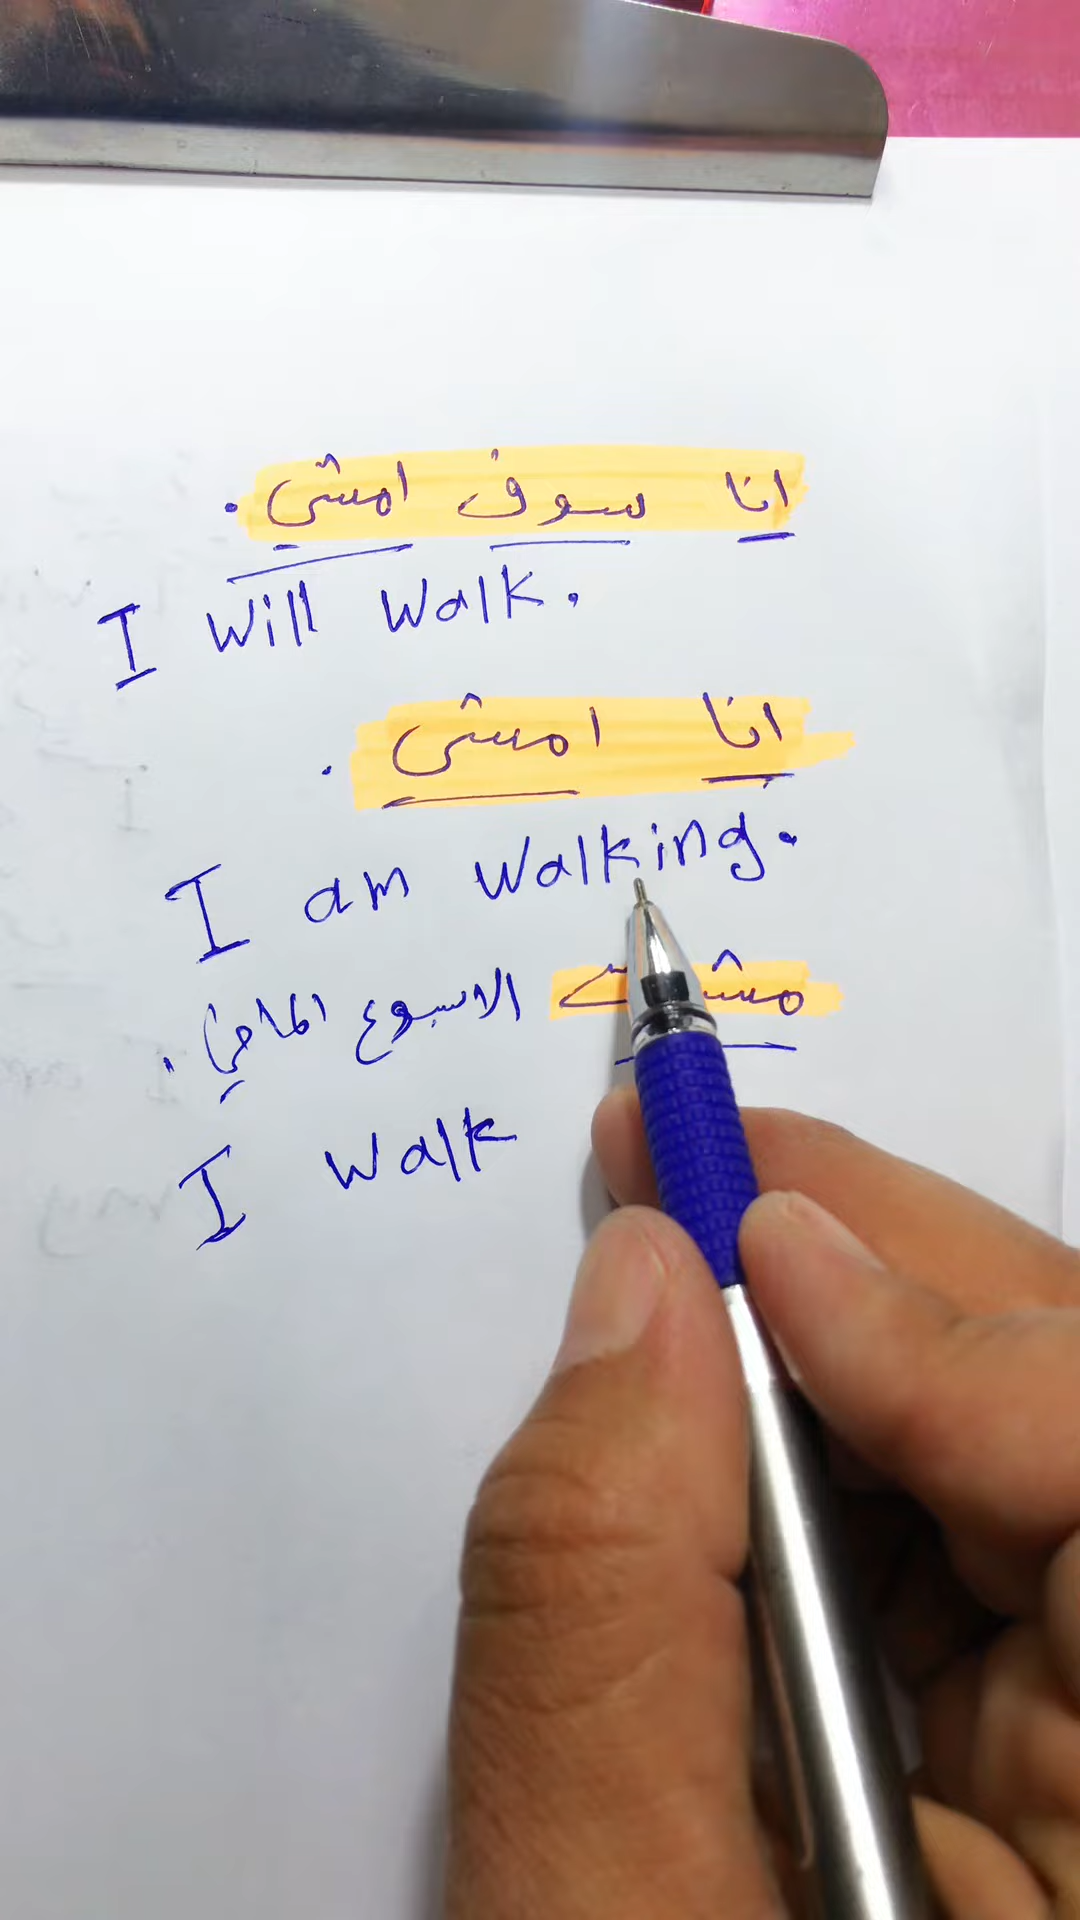 انا سوف امشي.
I will walk.
انا امشي.
I am walking.
الاسبوع الماضي.
I walk